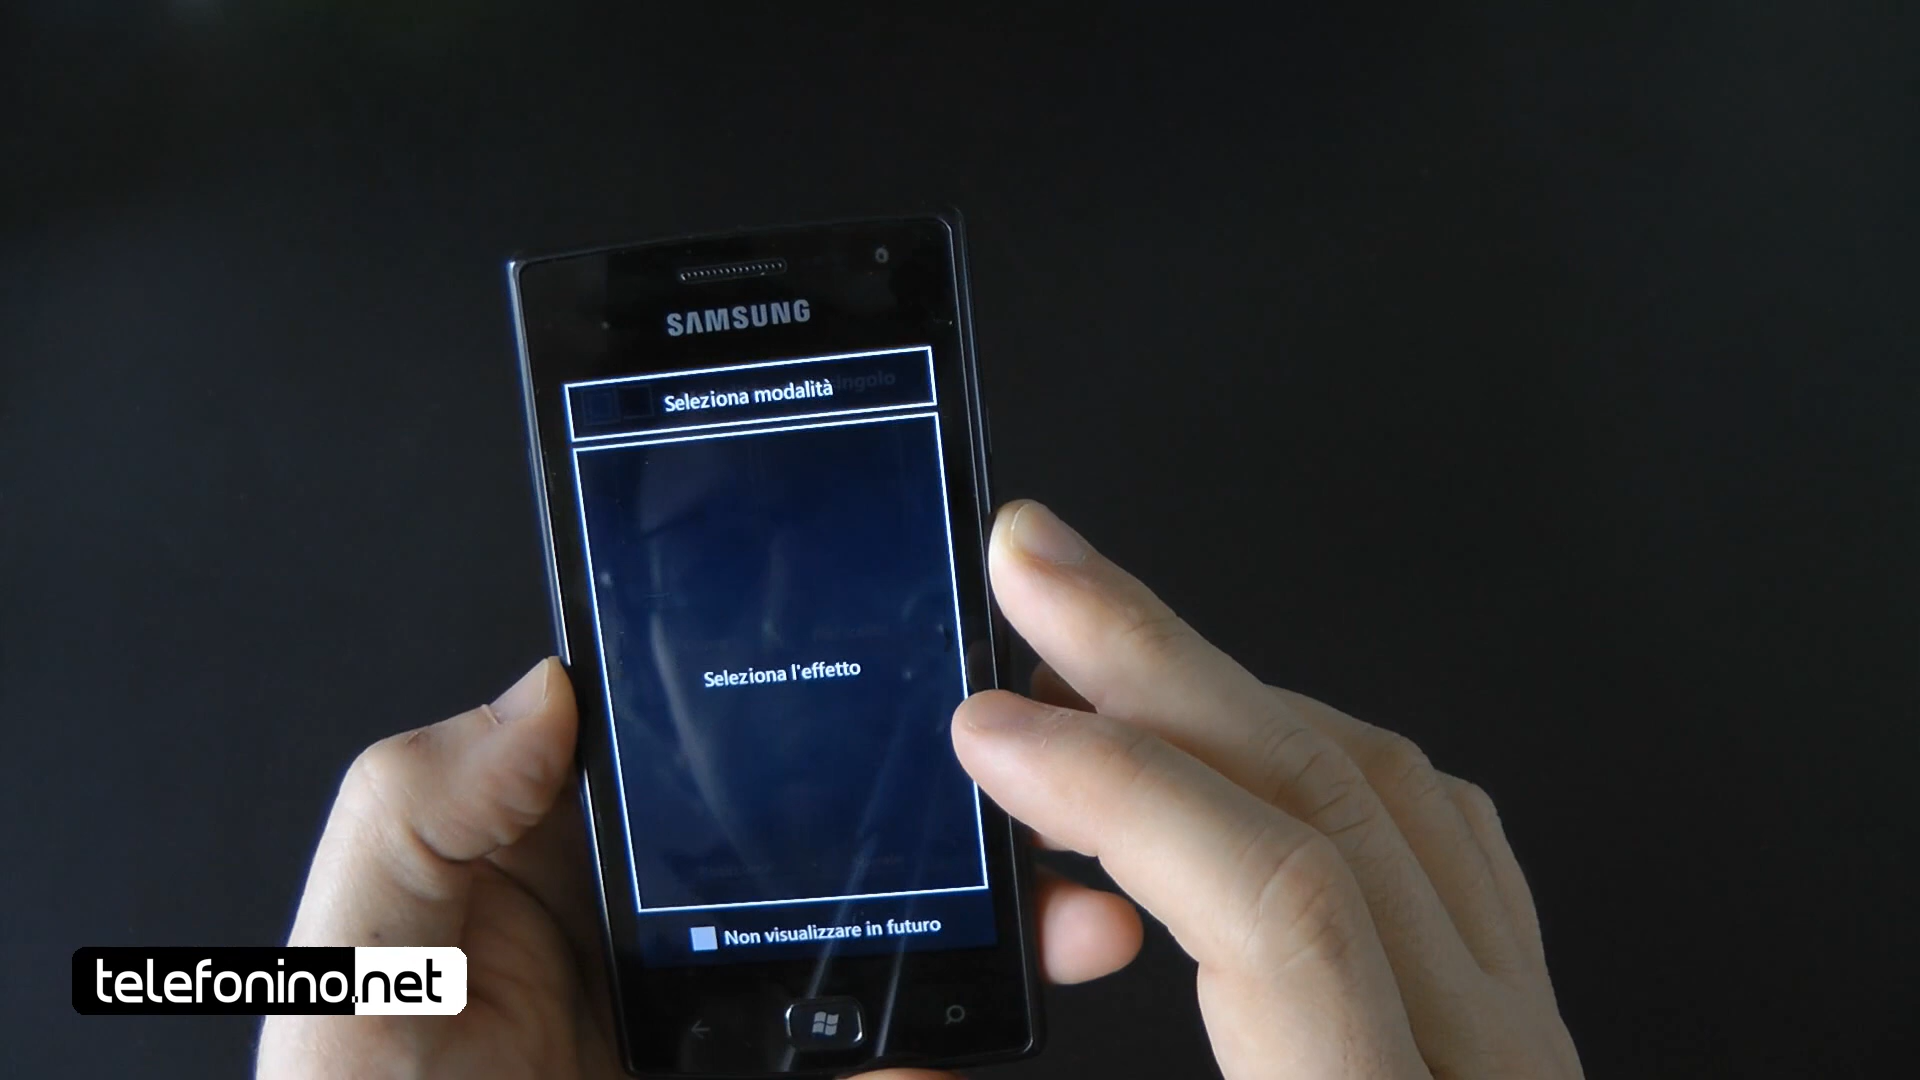 SAMSUNG
Seleziona modalità
Seleziona l'effetto
Non visualizzare in futuro
telefonino.net